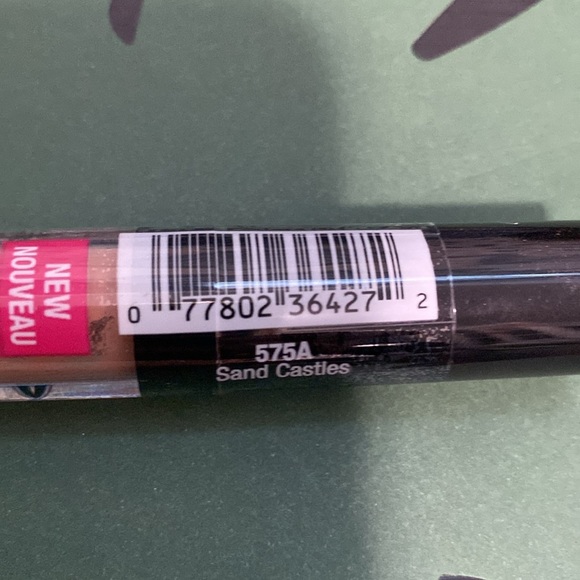 NEW
NOUVEAU
0 77802 36427 2
575A
Sand Castles